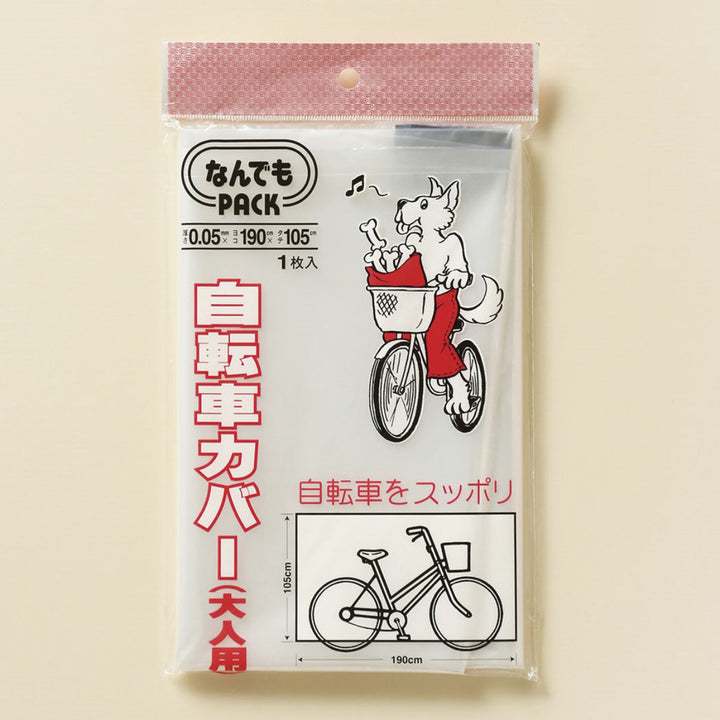 なんでも
PACK
厚さ0.05mm×ヨコ190cm×タテ105cm
1枚入
自転車カバー(大人用)
自転車をスッポリ
105cm
190cm